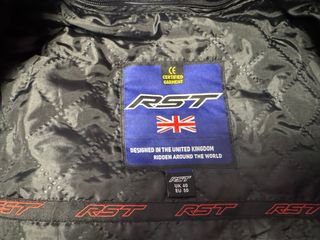 CE
CERTIFIED
GARMENT
RST
DESIGNED IN THE UNITED KINGDOM
RIDDEN AROUND THE WORLD
RST
UK 40
EU 50
RST RST RST